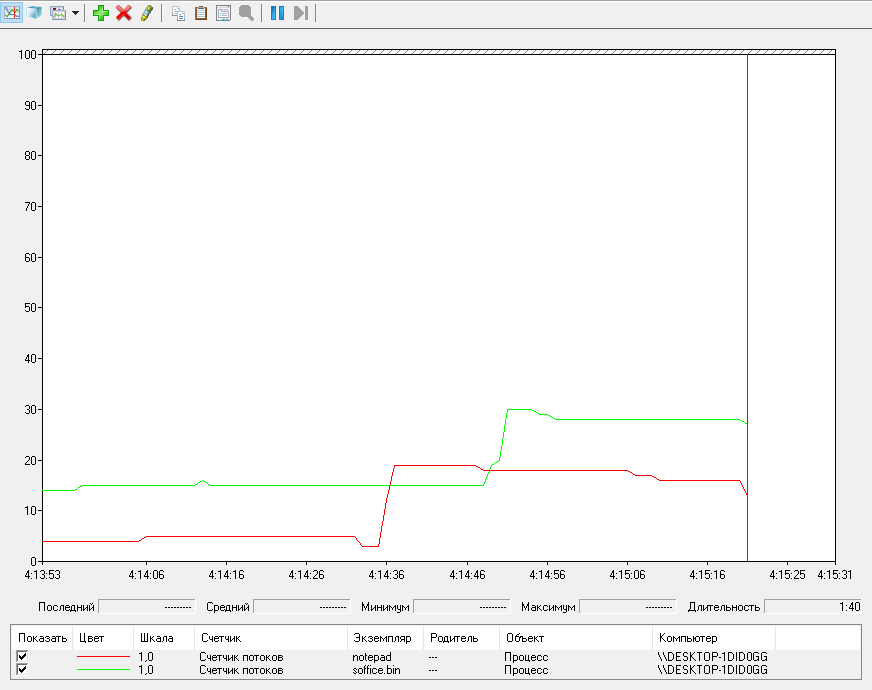 100
90
80
70
60
50
40
30
20
10
0
4:13:53 4:14:06 4:14:16 4:14:26 4:14:36 4:14:46 4:14:56 4:15:06 4:15:16 4:15:25 4:15:31
Последний -------- Средний -------- Минимум -------- Максимум -------- Длительность 1:40
Показать Цвет Шкала Счетчик Экземпляр Родитель Объект Компьютер
1,0 Счетчик потоков notepad --- Процесс \\DESKTOP-1DID0GG
1,0 Счетчик потоков soffice.bin --- Процесс \\DESKTOP-1DID0GG